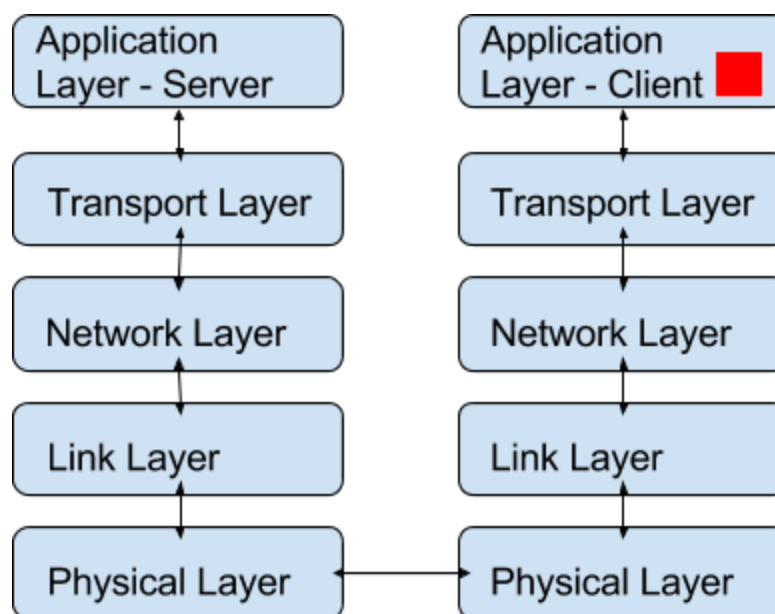 Application
Layer - Server
Transport Layer
Network Layer
Link Layer
Physical Layer
Application
Layer - Client
Transport Layer
Network Layer
Link Layer
Physical Layer